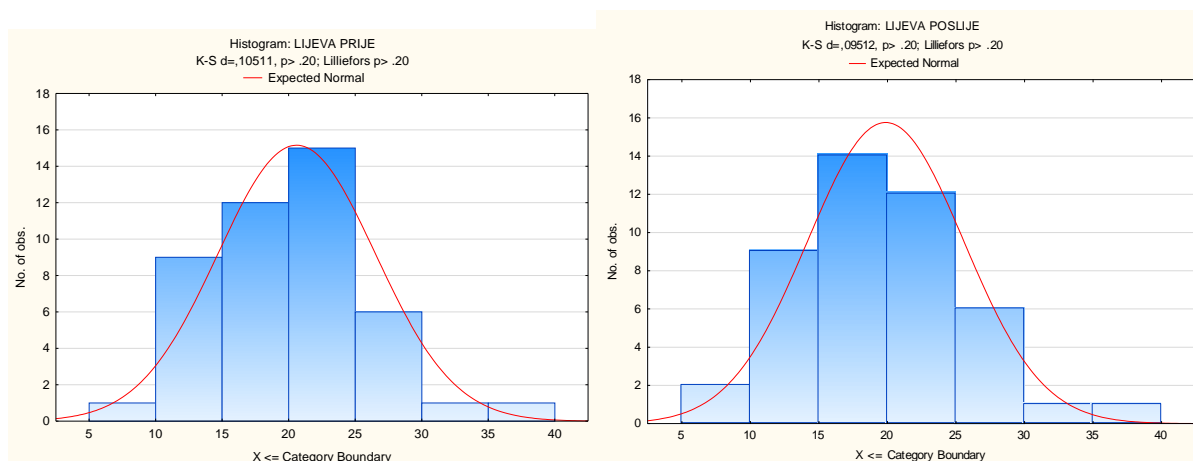 Histogram: LIJEVA PRIJE
K-S d=,10511, p> .20; Lilliefors p> .20
Expected Normal
18
16
14
12
10
8
6
4
2
0
No. of obs.
5 10 15 20 25 30 35 40
X <= Category Boundary
Histogram: LIJEVA POSLIJE
K-S d=,09512, p> .20; Lilliefors p> .20
Expected Normal
18
16
14
12
10
8
6
4
2
0
No. of obs.
5 10 15 20 25 30 35 40
X <= Category Boundary